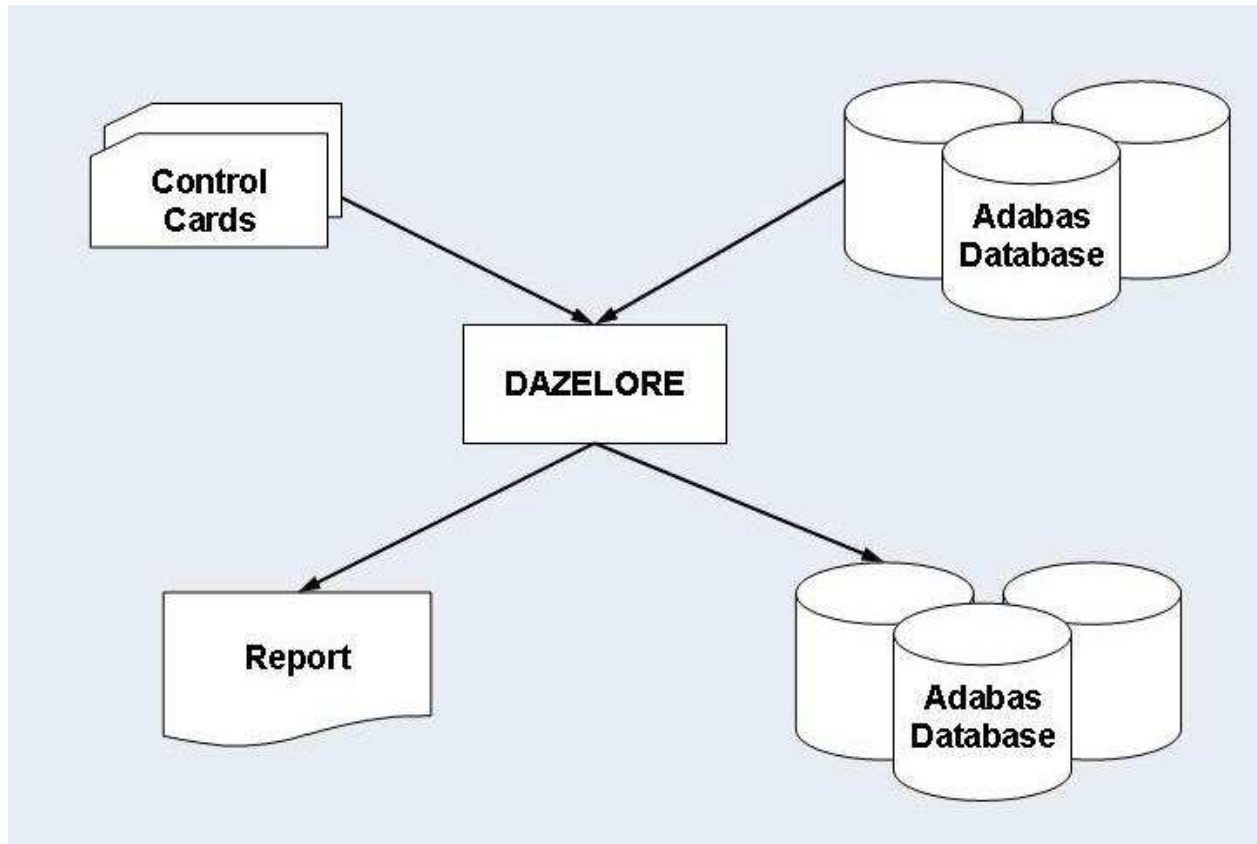 Control
Cards
Adabas
Database
DAZELORE
Report
Adabas
Database